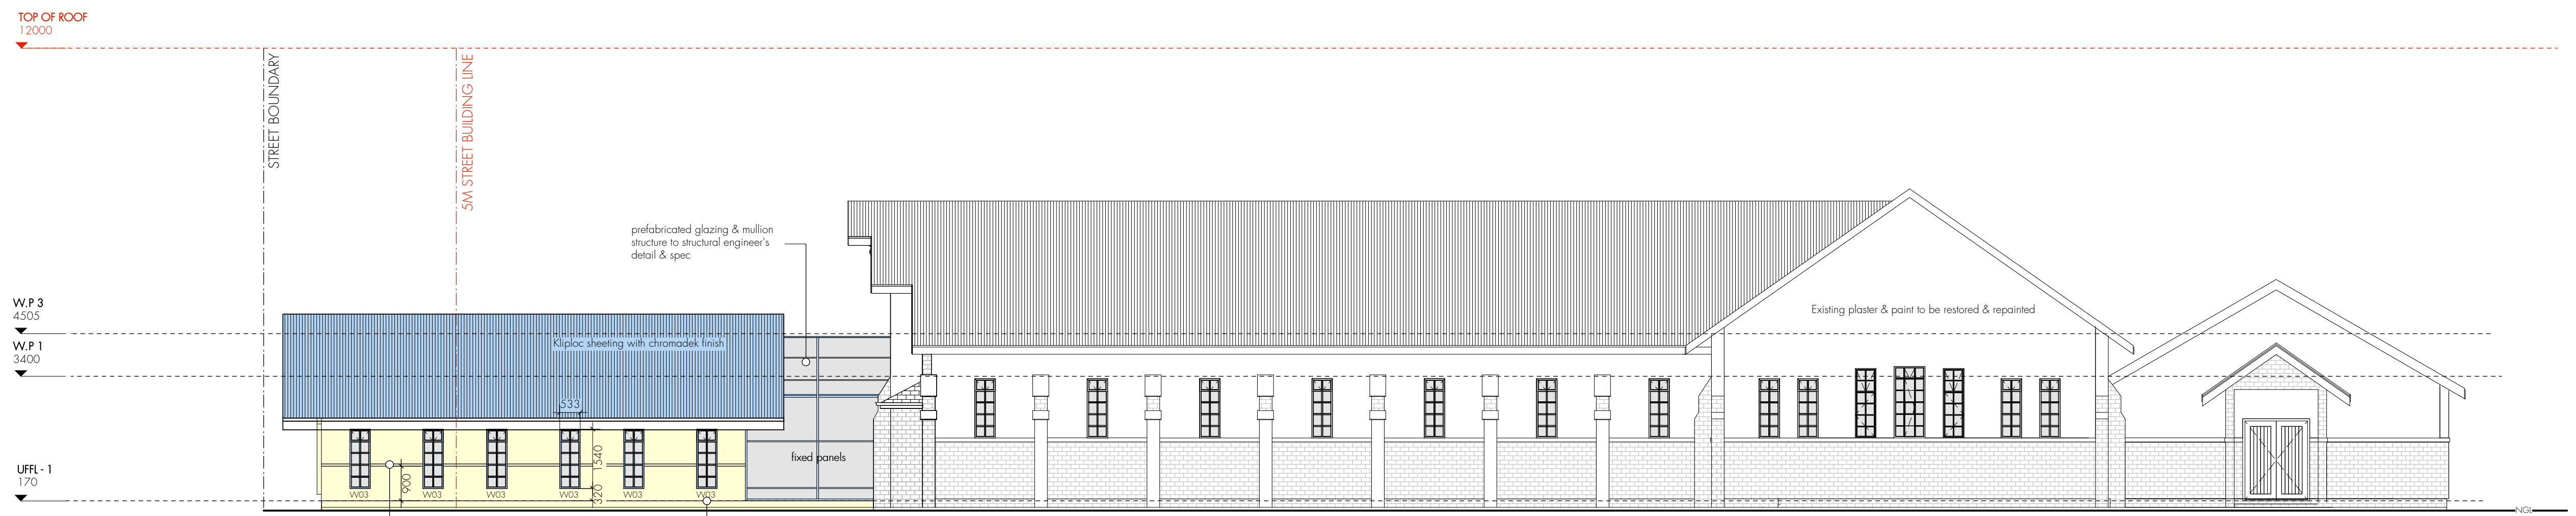 TOP OF ROOF
12000
STREET BOUNDARY
5M STREET BUILDING LINE
prefabricated glazing & mullion
structure to structural engineer's
detail & spec
W.P 3
4505
W.P 1
3400
Kliploc sheeting with chromadek finish
Existing plaster & paint to be restored & repainted
533
1540
fixed panels
UFFL - 1
170
900
320
W03
W03
W03
W03
W03
W03
NGL